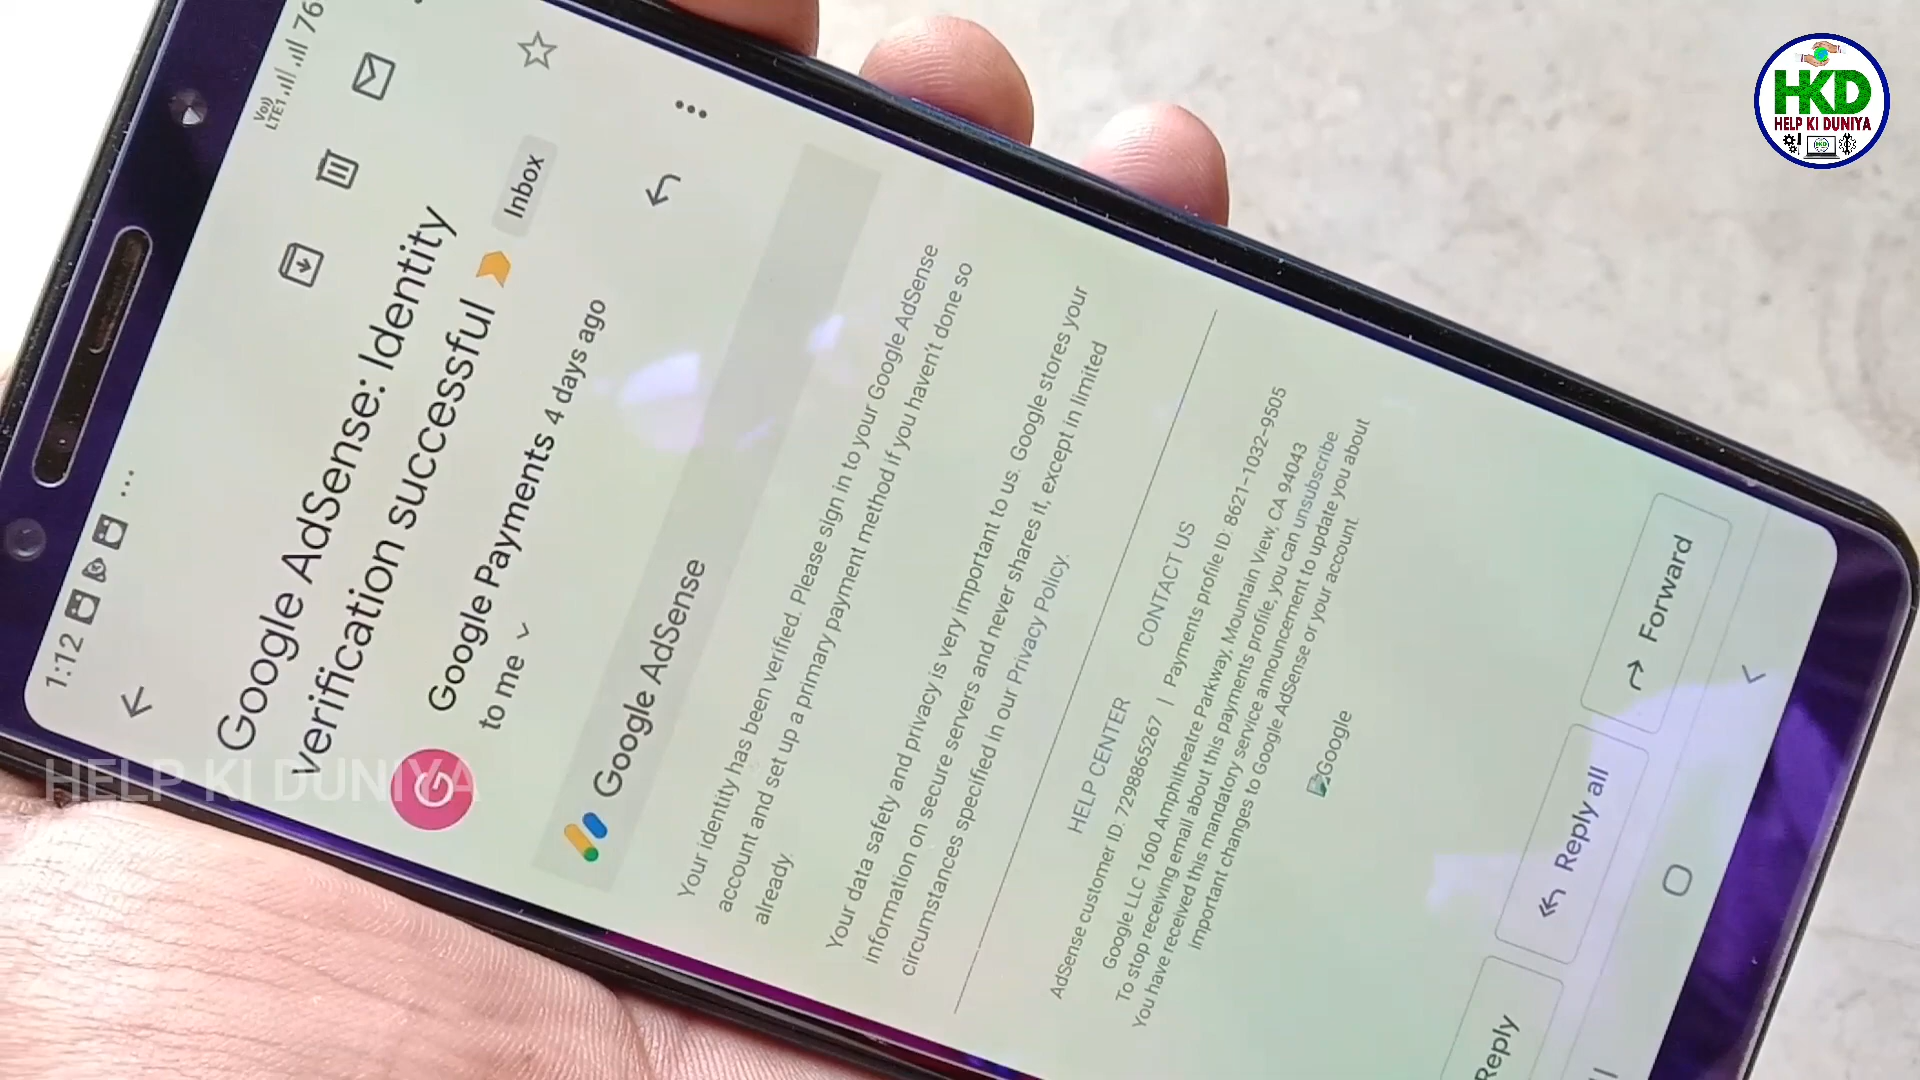 1:12
...
Vo))
LTE1
76
Google AdSense: Identity
verification successful
Inbox
Google Payments 4 days ago
to me
G
Google AdSense
Your identity has been verified. Please sign in to your Google AdSense
account and set up a primary payment method if you haven't done so
already.
Your data safety and privacy is very important to us. Google stores your
information on secure servers and never shares it, except in limited
circumstances specified in our Privacy Policy.
HELP CENTER
CONTACT US
AdSense customer ID: 7298865267 | Payments profile ID: 8621-1032-9505
Google LLC 1600 Amphitheatre Parkway, Mountain View, CA 94043
To stop receiving email about this payments profile, you can unsubscribe
You have received this mandatory service announcement to update you about
important changes to Google AdSense or your account.
Google
Reply
Reply all
Forward
HELP KI DUNIYA
HKD
HELP KI DUNIYA
HKD